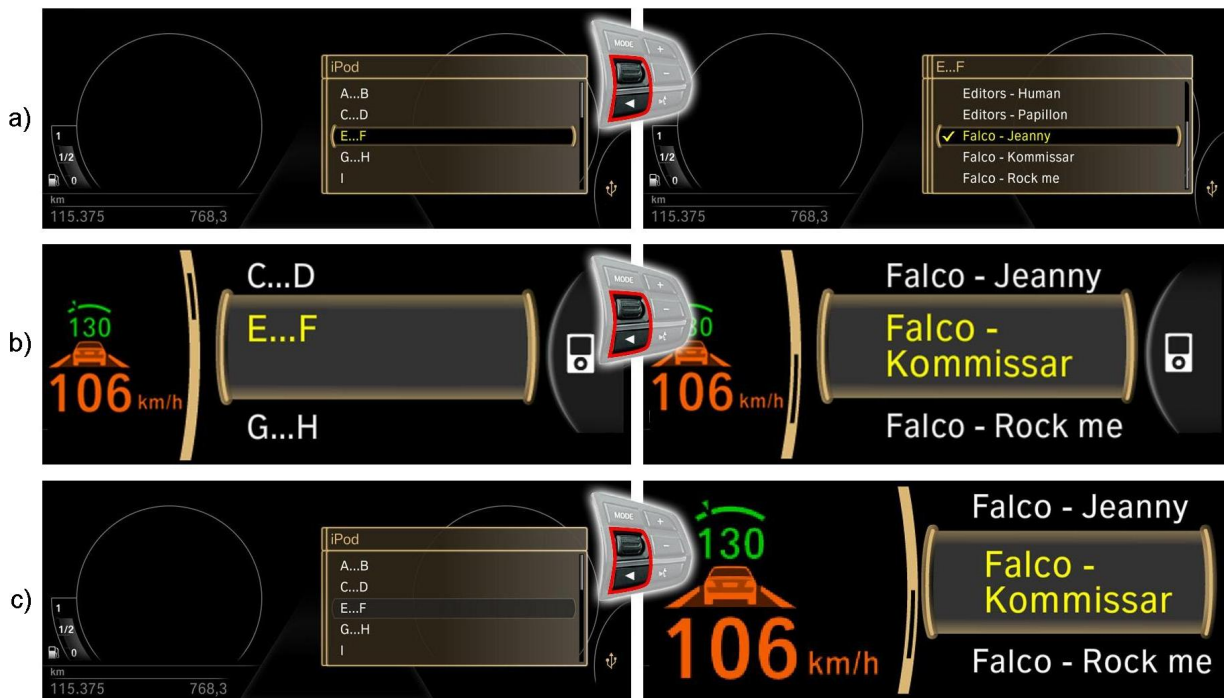 a)
iPod
A...B
C...D
E...F
G...H
I
1
1/2
0
km
115.375 768,3
MODE + -
E...F
Editors - Human
Editors - Papillon
Falco - Jeanny
Falco - Kommissar
Falco - Rock me
1
1/2
0
km
115.375 768,3
b)
130
106 km/h
C...D
E...F
G...H
MODE + -
30
106 km/h
Falco - Jeanny
Falco -
Kommissar
Falco - Rock me
c)
iPod
A...B
C...D
E...F
G...H
I
1
1/2
0
km
115.375 768,3
MODE + -
130
106 km/h
Falco - Jeanny
Falco -
Kommissar
Falco - Rock me